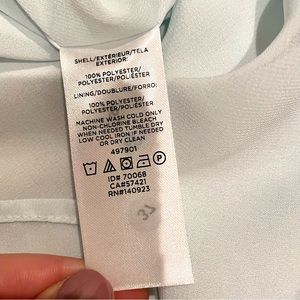 SHELL/EXTÉRIEUR/TELA
EXTERIOR:
100% POLYESTER/
POLYESTER/POLIÉSTER
LINING/DOUBLURE/FORRO:
100% POLYESTER/
POLYESTER/POLIÉSTER
MACHINE WASH COLD ONLY
NON-CHLORINE BLEACH
WHEN NEEDED TUMBLE DRY
LOW COOL IRON, IF NEEDED
OR DRY CLEAN
497901
P
ID# 70068
CA#57421
RN#140923
37